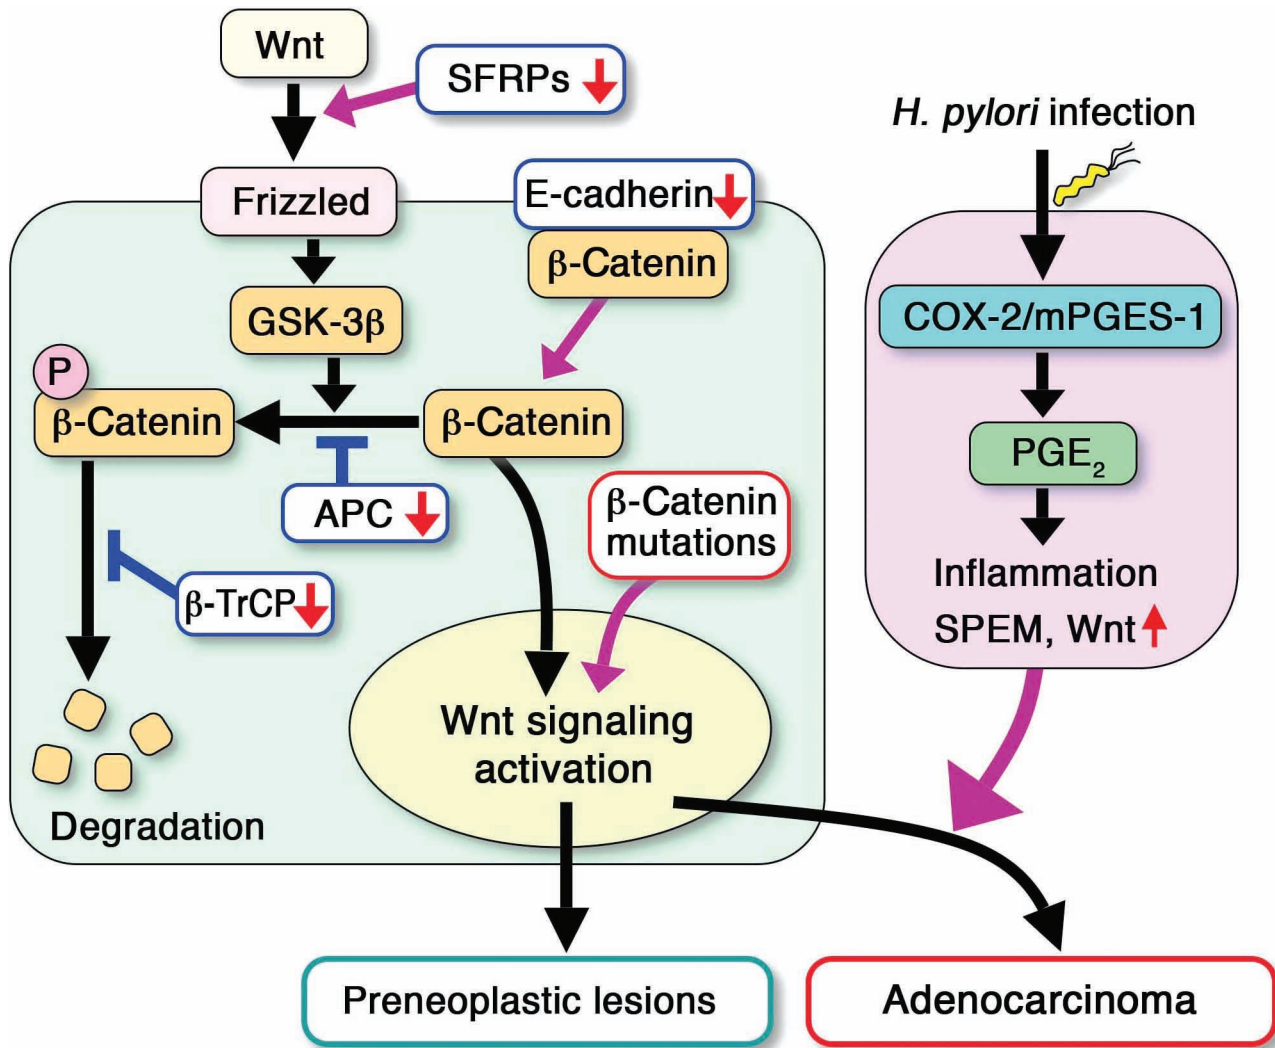 Wnt
SFRPs
H. pylori infection
Frizzled
E-cadherin
β-Catenin
GSK-3β
COX-2/mPGES-1
P
β-Catenin
β-Catenin
PGE₂
APC
β-Catenin
mutations
Inflammation
SPEM, Wnt
β-TrCP
Wnt signaling
activation
Degradation
Preneoplastic lesions
Adenocarcinoma